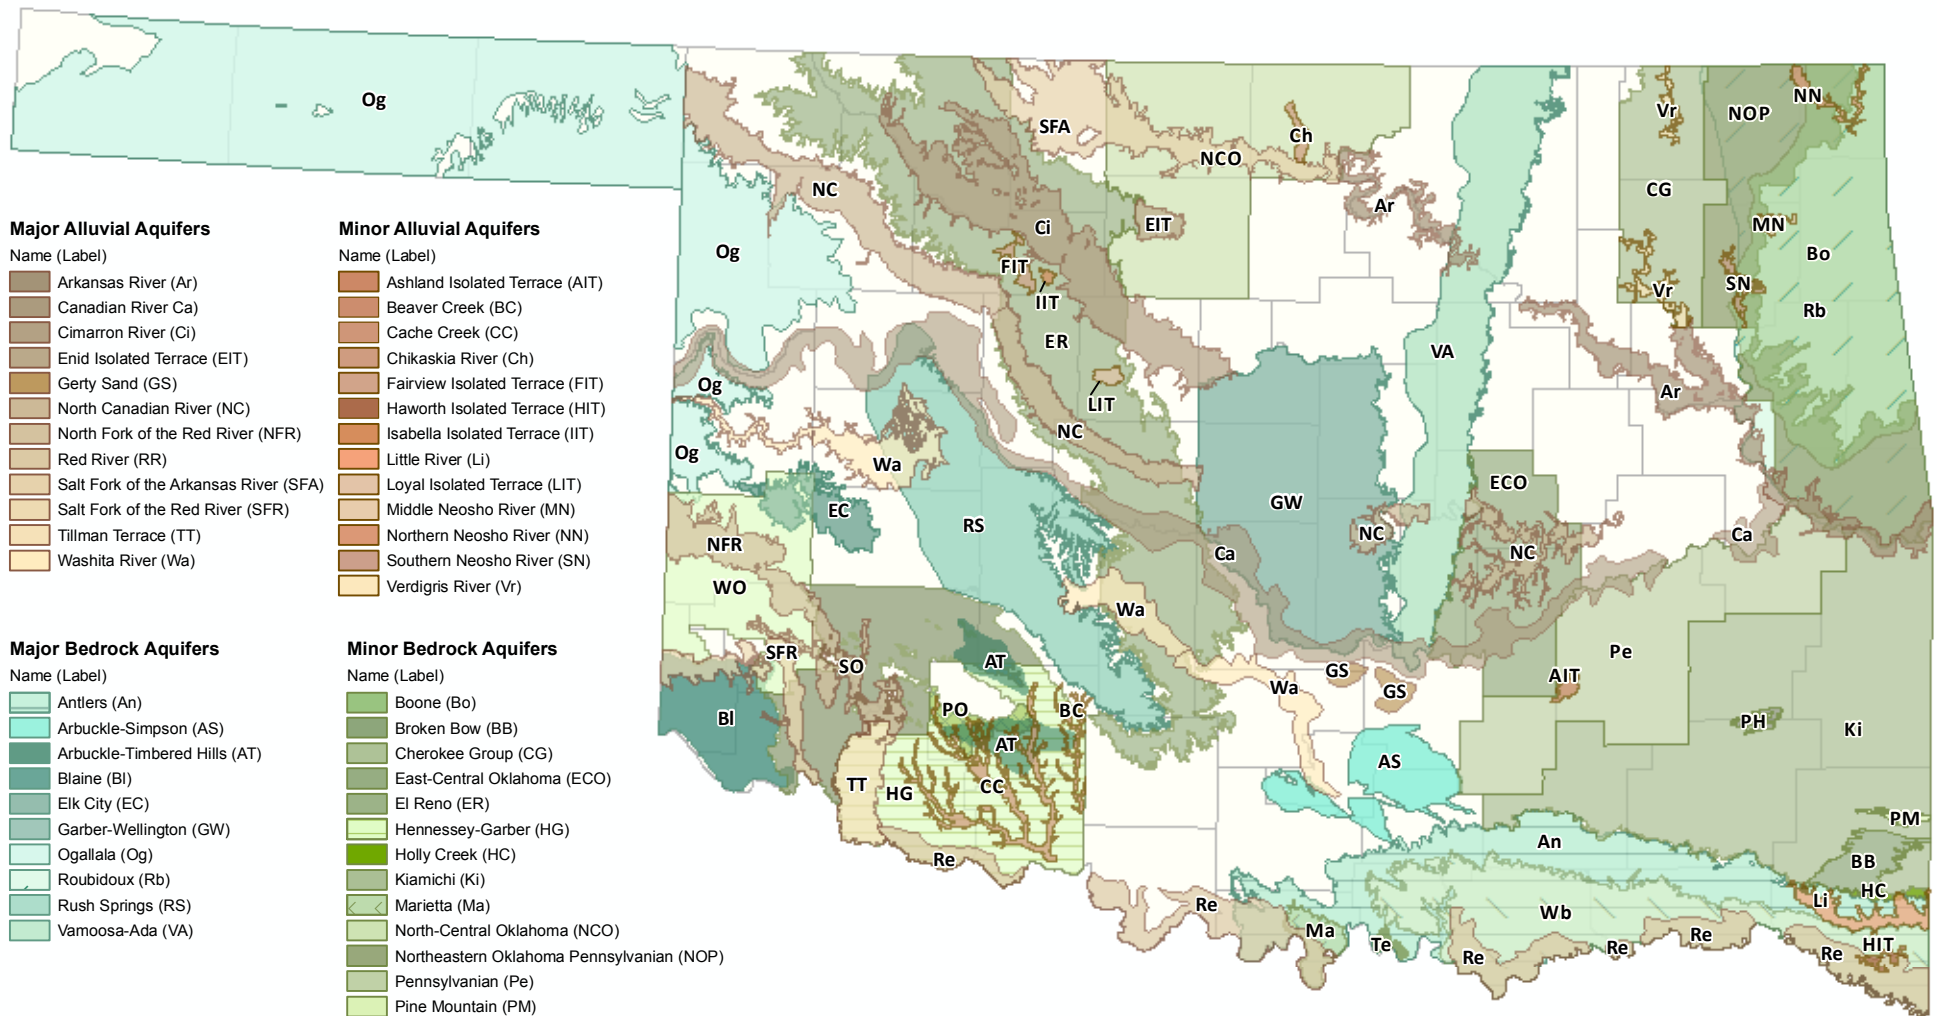 Major Alluvial Aquifers
Name (Label)
Arkansas River (Ar)
Canadian River Ca)
Cimarron River (Ci)
Enid Isolated Terrace (EIT)
Gerty Sand (GS)
North Canadian River (NC)
North Fork of the Red River (NFR)
Red River (RR)
Salt Fork of the Arkansas River (SFA)
Salt Fork of the Red River (SFR)
Tillman Terrace (TT)
Washita River (Wa)
Minor Alluvial Aquifers
Name (Label)
Ashland Isolated Terrace (AIT)
Beaver Creek (BC)
Cache Creek (CC)
Chikaskia River (Ch)
Fairview Isolated Terrace (FIT)
Haworth Isolated Terrace (HIT)
Isabella Isolated Terrace (IIT)
Little River (Li)
Loyal Isolated Terrace (LIT)
Middle Neosho River (MN)
Northern Neosho River (NN)
Southern Neosho River (SN)
Verdigris River (Vr)
Major Bedrock Aquifers
Name (Label)
Antlers (An)
Arbuckle-Simpson (AS)
Arbuckle-Timbered Hills (AT)
Blaine (Bl)
Elk City (EC)
Garber-Wellington (GW)
Ogallala (Og)
Roubidoux (Rb)
Rush Springs (RS)
Vamoosa-Ada (VA)
Minor Bedrock Aquifers
Name (Label)
Boone (Bo)
Broken Bow (BB)
Cherokee Group (CG)
East-Central Oklahoma (ECO)
El Reno (ER)
Hennessey-Garber (HG)
Holly Creek (HC)
Kiamichi (Ki)
Marietta (Ma)
North-Central Oklahoma (NCO)
Northeastern Oklahoma Pennsylvanian (NOP)
Pennsylvanian (Pe)
Pine Mountain (PM)
Og
NN
Vr
NOP
SFA
Ch
NCO
NC
CG
Ar
EIT
MN
Ci
Og
Bo
FIT
SN
Vr
IIT
Rb
ER
VA
Og
Ar
LIT
NC
Og
Wa
ECO
GW
EC
RS
NC
Ca
Ca
NFR
NC
WO
Wa
SFR
Pe
AT
SO
GS
AIT
Wa
GS
PO
BC
Bl
PH
Ki
AT
AS
TT
CC
HG
PM
An
Re
BB
HC
Li
Re
Wb
Ma
Te
Re
Re
Re
HIT
Re